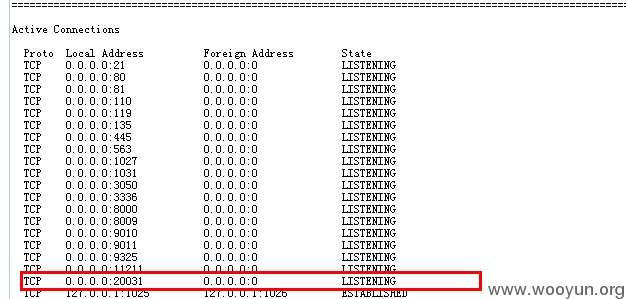 Active Connections
Proto Local Address Foreign Address State
TCP 0.0.0.0:21 0.0.0.0:0 LISTENING
TCP 0.0.0.0:80 0.0.0.0:0 LISTENING
TCP 0.0.0.0:81 0.0.0.0:0 LISTENING
TCP 0.0.0.0:110 0.0.0.0:0 LISTENING
TCP 0.0.0.0:119 0.0.0.0:0 LISTENING
TCP 0.0.0.0:135 0.0.0.0:0 LISTENING
TCP 0.0.0.0:445 0.0.0.0:0 LISTENING
TCP 0.0.0.0:563 0.0.0.0:0 LISTENING
TCP 0.0.0.0:1027 0.0.0.0:0 LISTENING
TCP 0.0.0.0:1031 0.0.0.0:0 LISTENING
TCP 0.0.0.0:3050 0.0.0.0:0 LISTENING
TCP 0.0.0.0:3336 0.0.0.0:0 LISTENING
TCP 0.0.0.0:8000 0.0.0.0:0 LISTENING
TCP 0.0.0.0:8009 0.0.0.0:0 LISTENING
TCP 0.0.0.0:9010 0.0.0.0:0 LISTENING
TCP 0.0.0.0:9011 0.0.0.0:0 LISTENING
TCP 0.0.0.0:9325 0.0.0.0:0 LISTENING
TCP 0.0.0.0:11211 0.0.0.0:0 LISTENING
TCP 0.0.0.0:20031 0.0.0.0:0 LISTENING
TCP 127.0.0.1:1025 127.0.0.1:1026 ESTABLISHED
www.wooyun.org